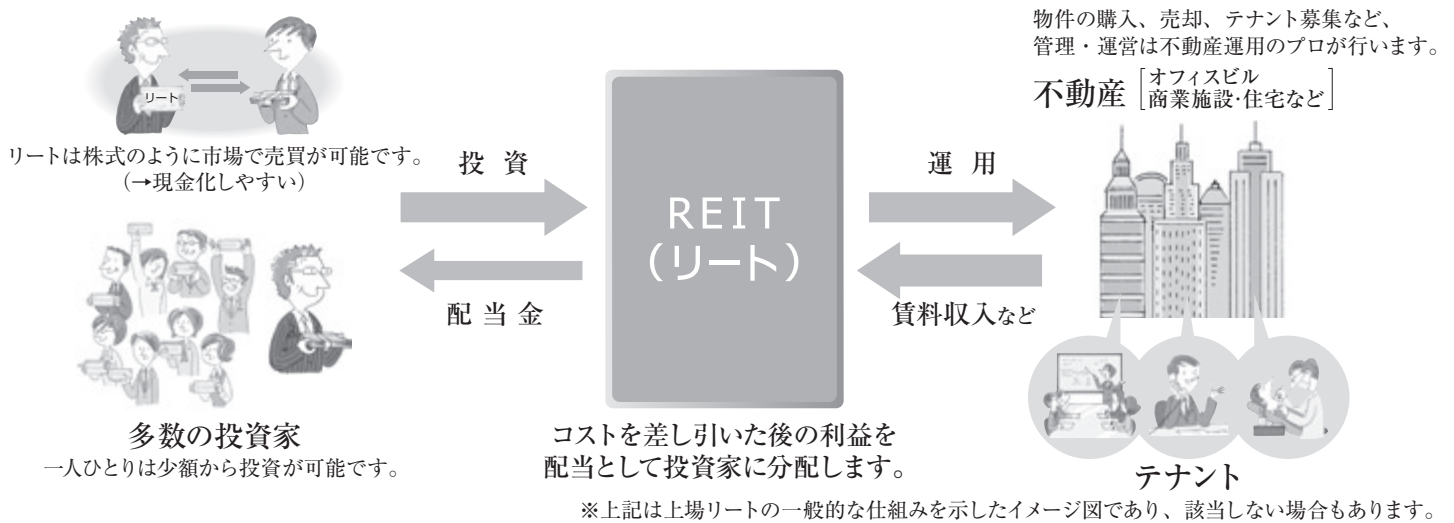 リート
リートは株式のように市場で売買が可能です。
(→現金化しやすい)
多数の投資家
一人ひとりは少額から投資が可能です。
投 資
配 当 金
REIT
(リート)
コストを差し引いた後の利益を
配当として投資家に分配します。
運 用
賃料収入など
物件の購入、売却、テナント募集など、
管理・運営は不動産運用のプロが行います。
不動産 [オフィスビル
商業施設・住宅など]
テナント
※上記は上場リートの一般的な仕組みを示したイメージ図であり、該当しない場合もあります。